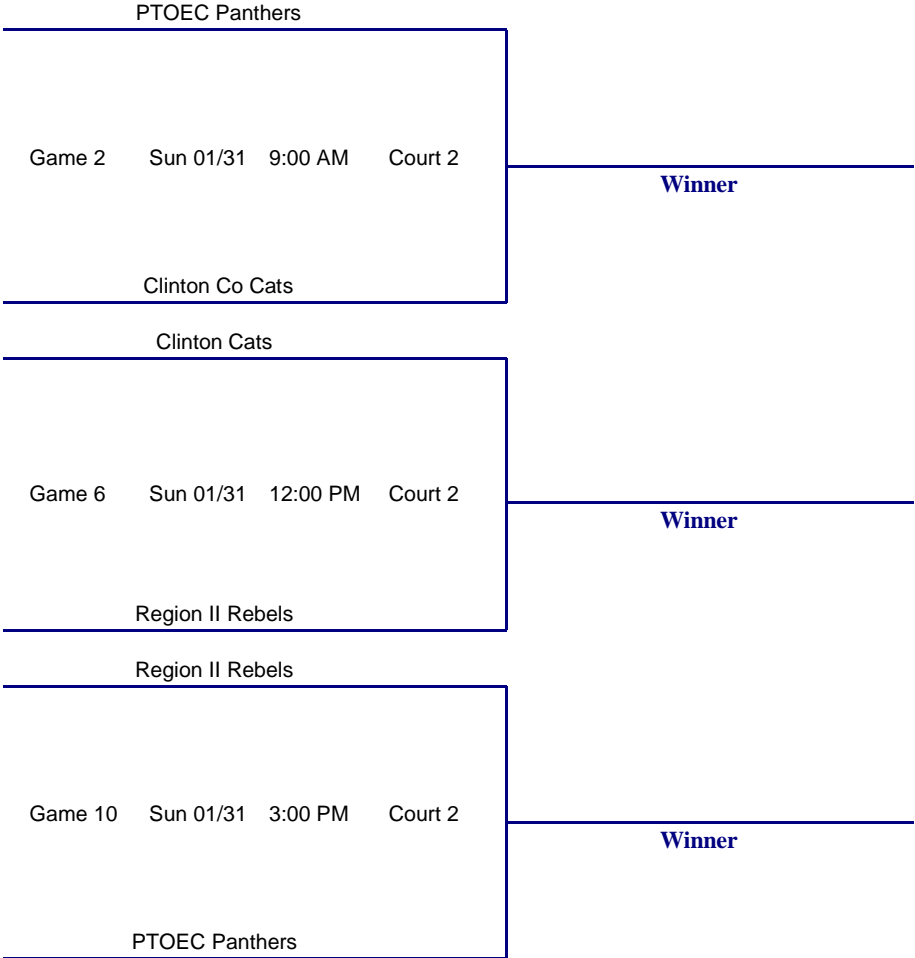 PTOEC Panthers
Game 2 Sun 01/31 9:00 AM Court 2
Winner
Clinton Co Cats
Clinton Cats
Game 6 Sun 01/31 12:00 PM Court 2
Winner
Region II Rebels
Region II Rebels
Game 10 Sun 01/31 3:00 PM Court 2
Winner
PTOEC Panthers